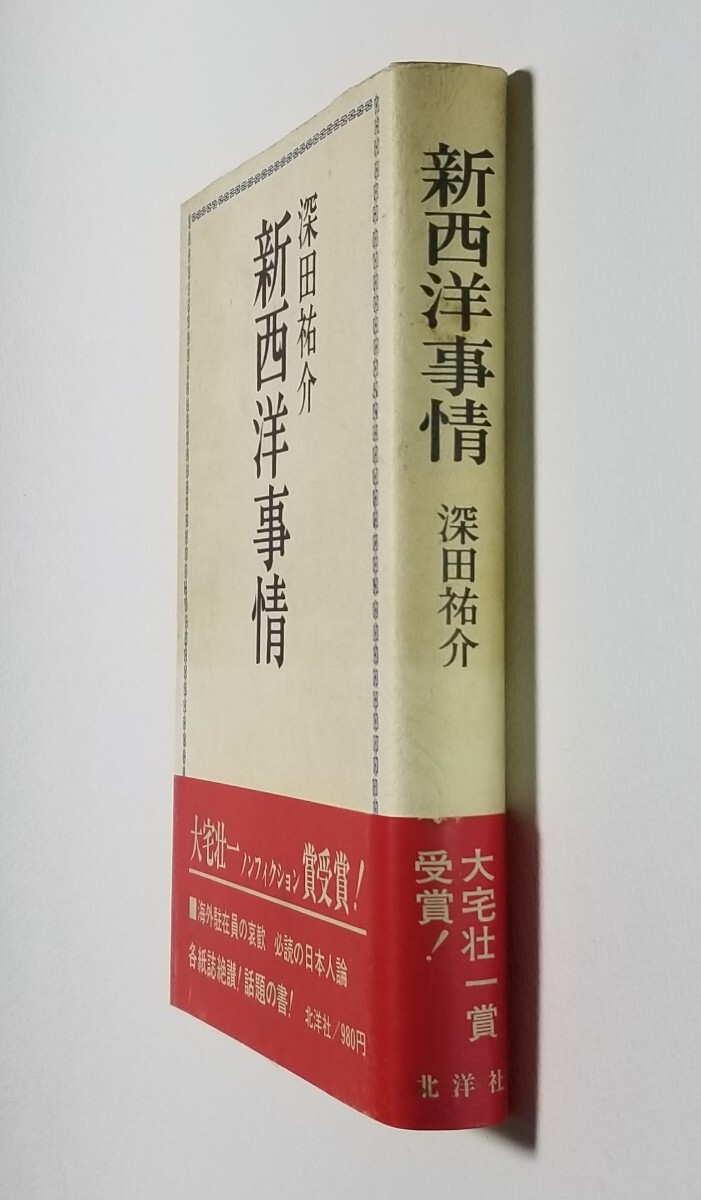 深田祐介
新西洋事情
大宅壮一ノンフィクション賞受賞!
■海外駐在員の哀歓 必読の日本人論
各紙誌絶讃!話題の書! 北洋社/980円
新西洋事情
深田祐介
大宅壮一賞
受賞!
北洋社